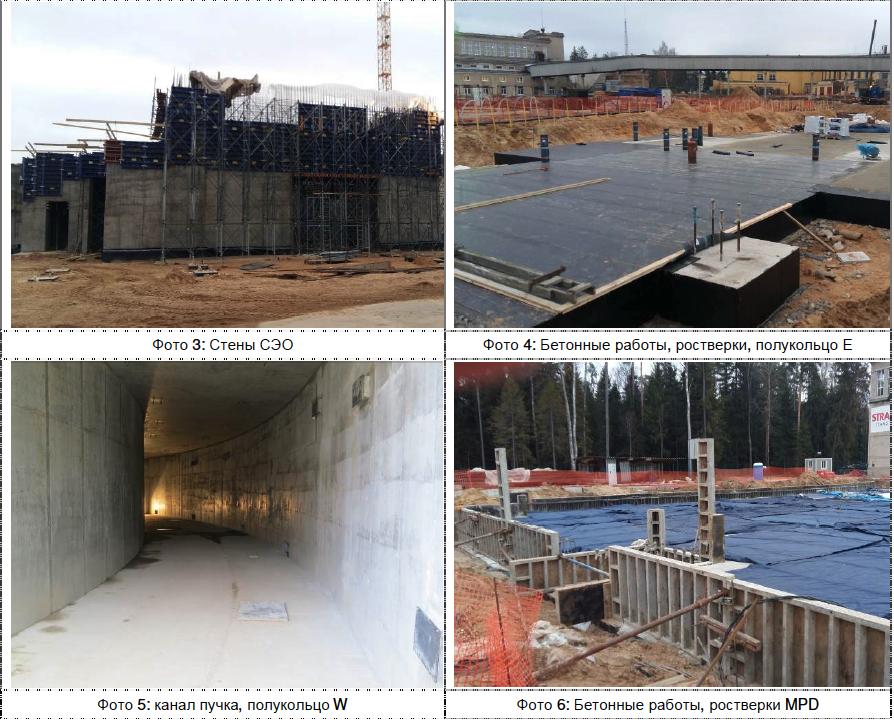 Фото 3: Стены СЭО
Фото 4: Бетонные работы, ростверки, полукольцо E
STRA
Фото 5: канал пучка, полукольцо W
Фото 6: Бетонные работы, ростверки MPD